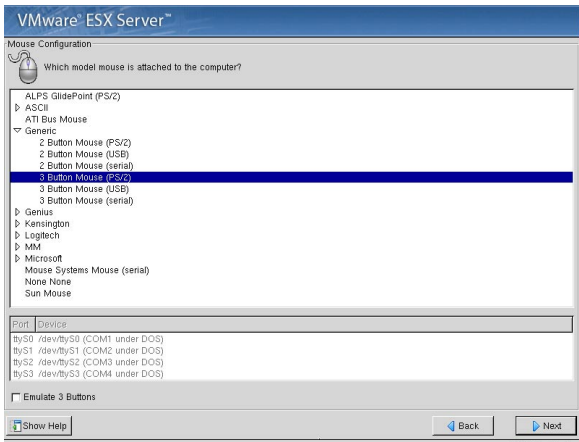 VMware® ESX Server™
Mouse Configuration
Which model mouse is attached to the computer?
ALPS GlidePoint (PS/2)
ASCII
ATI Bus Mouse
Generic
2 Button Mouse (PS/2)
2 Button Mouse (USB)
2 Button Mouse (serial)
3 Button Mouse (PS/2)
3 Button Mouse (USB)
3 Button Mouse (serial)
Genius
Kensington
Logitech
MM
Microsoft
Mouse Systems Mouse (serial)
None None
Sun Mouse
Port Device
ttyS0 /dev/ttyS0 (COM1 under DOS)
ttyS1 /dev/ttyS1 (COM2 under DOS)
ttyS2 /dev/ttyS2 (COM3 under DOS)
ttyS3 /dev/ttyS3 (COM4 under DOS)
Emulate 3 Buttons
Show Help Back Next